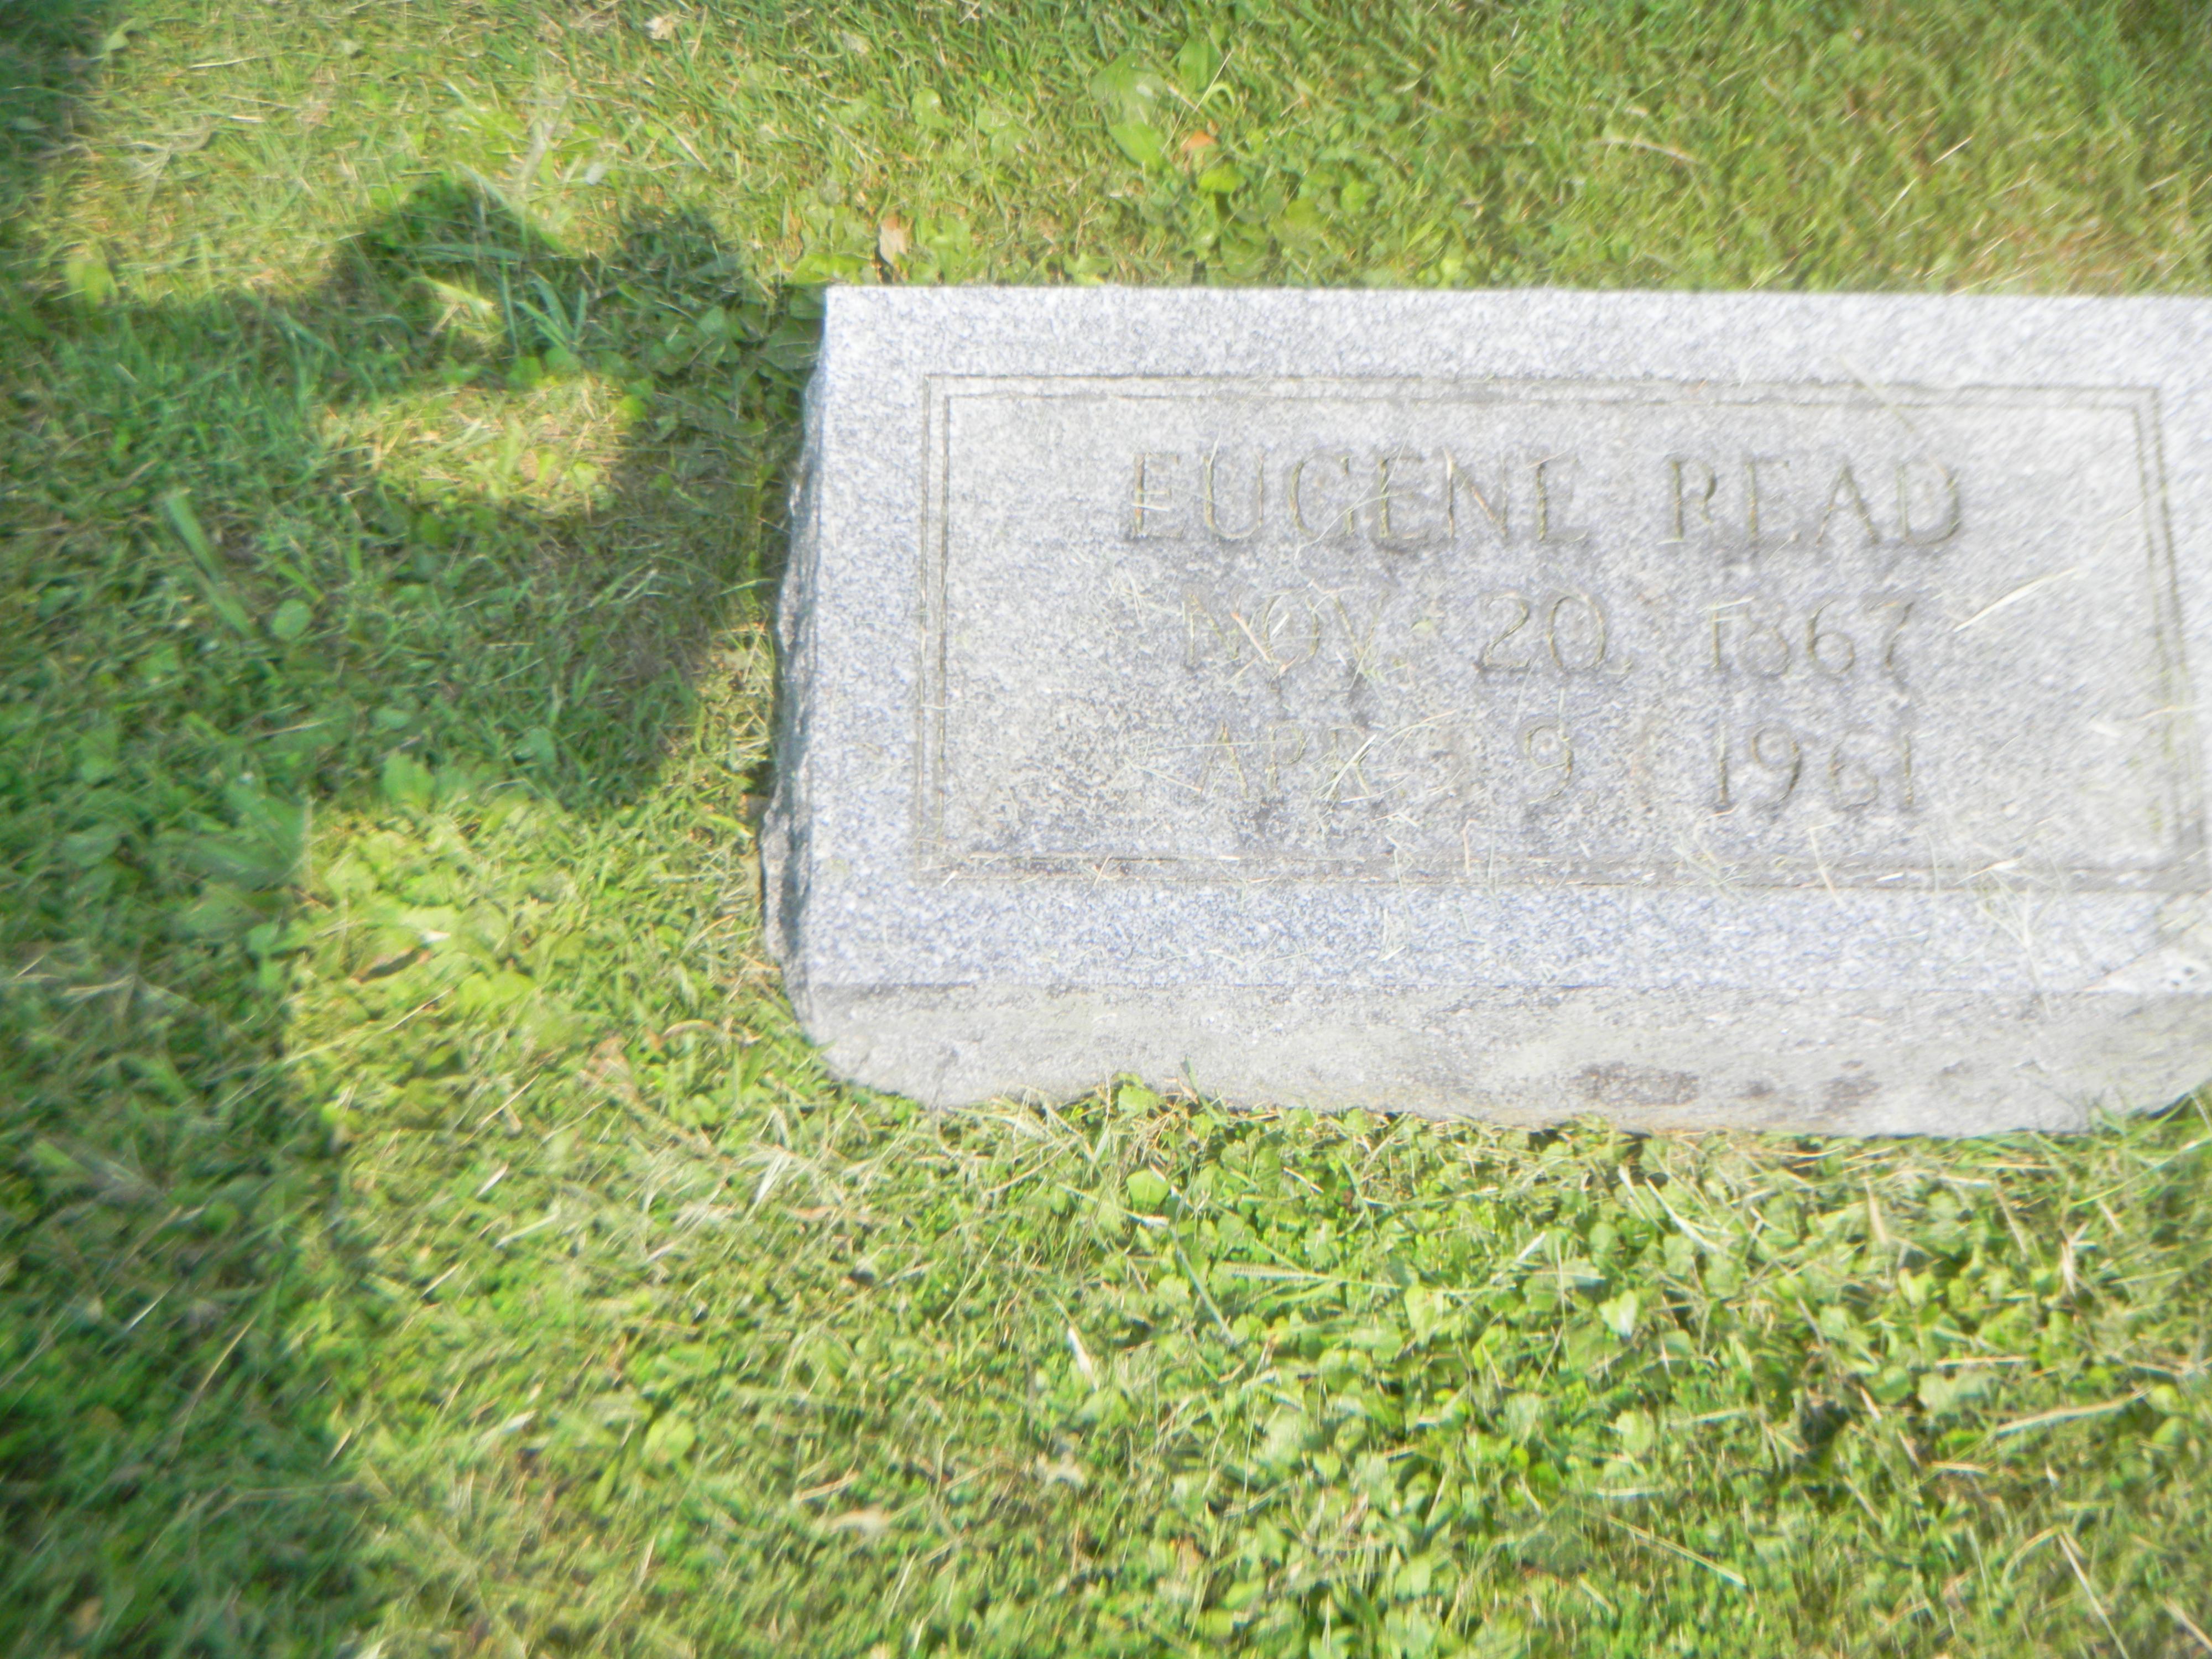 EUGENE READ
NOV. 20, 1867
APR. 9, 1961